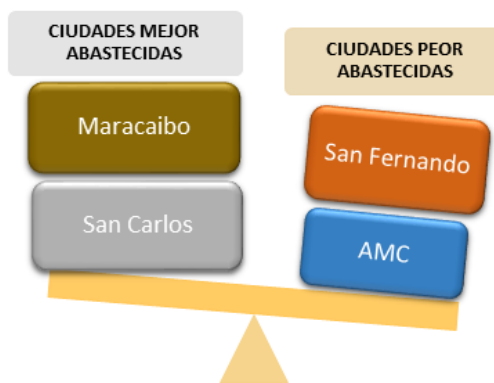 CIUDADES MEJOR
ABASTECIDAS
Maracaibo
San Carlos
CIUDADES PEOR
ABASTECIDAS
San Fernando
AMC